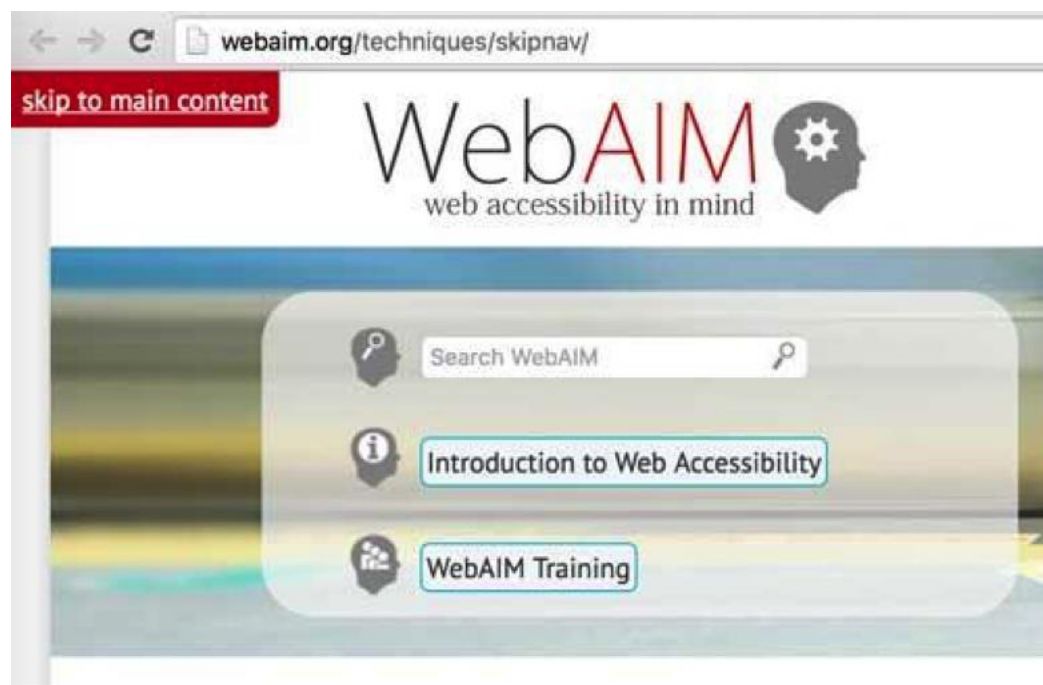 webaim.org/techniques/skipnav/
skip to main content
WebAIM
web accessibility in mind
Search WebAIM
Introduction to Web Accessibility
WebAIM Training